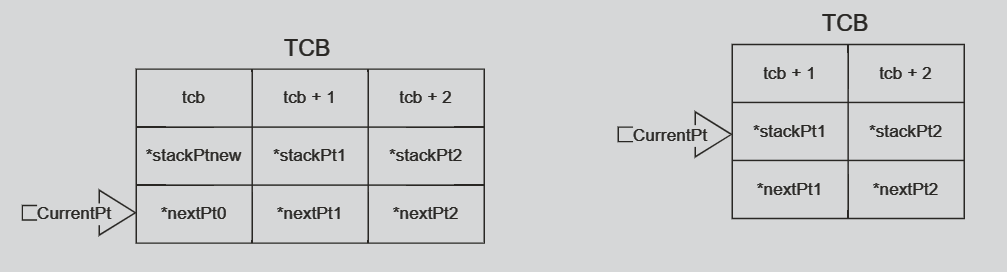 TCB
tcb tcb + 1 tcb + 2
*stackPtnew *stackPt1 *stackPt2
CurrentPt *nextPt0 *nextPt1 *nextPt2
TCB
tcb + 1 tcb + 2
CurrentPt *stackPt1 *stackPt2
*nextPt1 *nextPt2